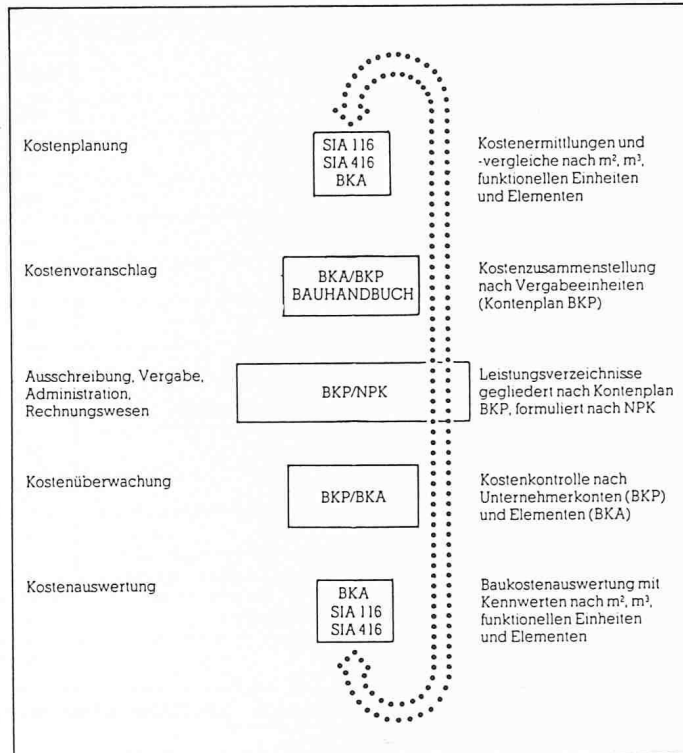 Kostenplanung
SIA 116
SIA 416
BKA
Kostenermittlungen und
-vergleiche nach m², m³,
funktionellen Einheiten
und Elementen
Kostenvoranschlag
BKA/BKP
BAUHANDBUCH
Kostenzusammenstellung
nach Vergabeeinheiten
(Kontenplan BKP)
Ausschreibung, Vergabe,
Administration,
Rechnungswesen
BKP/NPK
Leistungsverzeichnisse
gegliedert nach Kontenplan
BKP, formuliert nach NPK
Kostenüberwachung
BKP/BKA
Kostenkontrolle nach
Unternehmerkonten (BKP)
und Elementen (BKA)
Kostenauswertung
BKA
SIA 116
SIA 416
Baukostenauswertung mit
Kennwerten nach m², m³,
funktionellen Einheiten
und Elementen